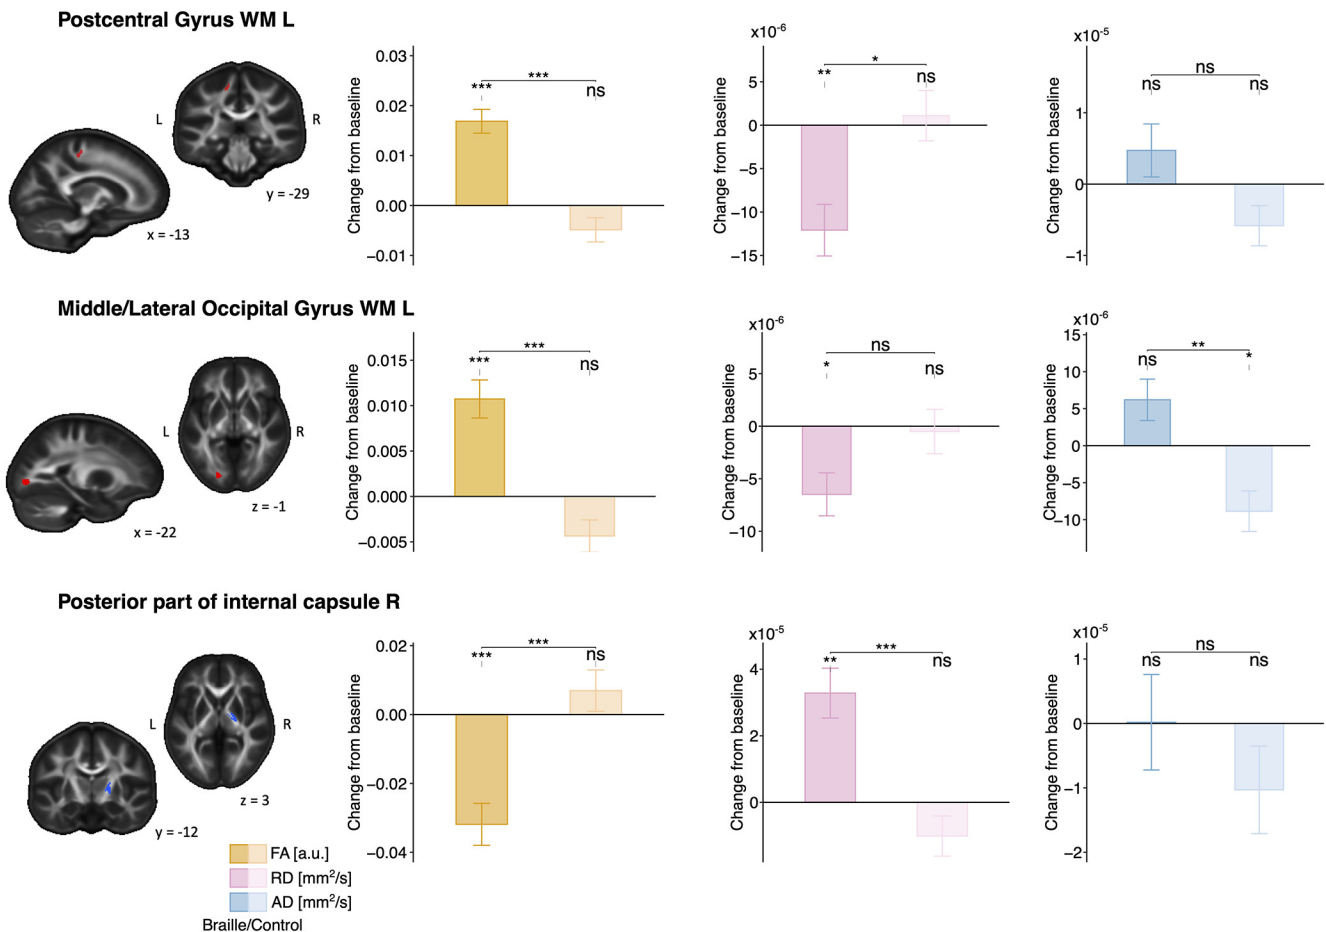 Postcentral Gyrus WM L
L
R
y = -29
x = -13
Change from baseline
0.03
0.02
0.01
0.00
−0.01
***
***
ns
x10-6
Change from baseline
5
0
−5
−10
−15
**
*
ns
x10-5
Change from baseline
1
0
−1
ns
ns
ns
Middle/Lateral Occipital Gyrus WM L
L
R
z = -1
x = -22
Change from baseline
0.015
0.010
0.005
0.000
−0.005
***
***
ns
x10-6
Change from baseline
5
0
−5
−10
*
ns
ns
x10-6
Change from baseline
15
10
5
0
−5
−10
ns
**
*
Posterior part of internal capsule R
L
R
z = 3
y = -12
Change from baseline
0.02
0.00
−0.02
−0.04
***
***
ns
x10-5
Change from baseline
4
2
0
**
***
ns
x10-5
Change from baseline
1
0
−1
−2
ns
ns
ns
FA [a.u.]
RD [mm2/s]
AD [mm2/s]
Braille/Control